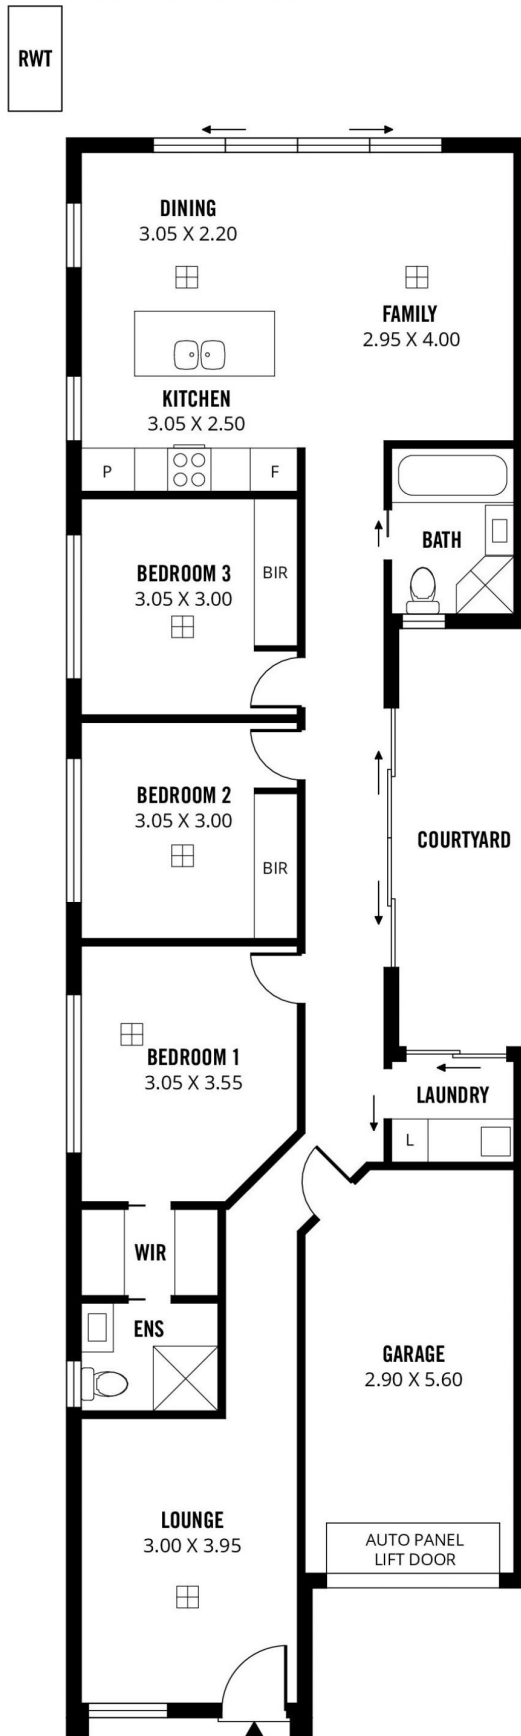 RWT
DINING
3.05 X 2.20
FAMILY
2.95 X 4.00
KITCHEN
3.05 X 2.50
P
F
BATH
BEDROOM 3
3.05 X 3.00
BIR
BEDROOM 2
3.05 X 3.00
BIR
COURTYARD
BEDROOM 1
3.05 X 3.55
LAUNDRY
L
WIR
ENS
GARAGE
2.90 X 5.60
LOUNGE
3.00 X 3.95
AUTO PANEL
LIFT DOOR